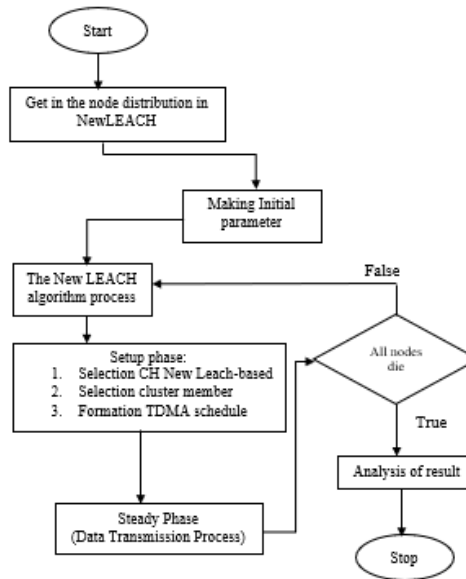 Start
Get in the node distribution in
NewLEACH
Making Initial
parameter
The New LEACH
algorithm process
False
Setup phase:
1. Selection CH New Leach-based
2. Selection cluster member
3. Formation TDMA schedule
All nodes
die
True
Steady Phase
(Data Transmission Process)
Analysis of result
Stop